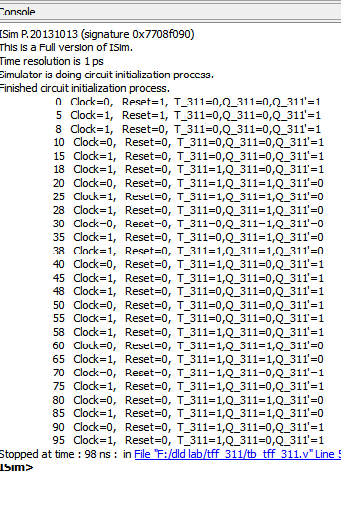 Console
ISim P.20131013 (signature 0x7708f090)
This is a Full version of ISim.
Time resolution is 1 ps
Simulator is doing circuit initialization process.
Finished circuit initialization process.
0 Clock=0, Reset=1, T_311=0,Q_311=0,Q_311'=1
5 Clock=1, Reset=1, T_311=0,Q_311=0,Q_311'=1
8 Clock=1, Reset=1, T_311=0,Q_311=0,Q_311'=1
10 Clock=0, Reset=0, T_311=0,Q_311=0,Q_311'=1
15 Clock=1, Reset=0, T_311=0,Q_311=0,Q_311'=1
18 Clock=1, Reset=0, T_311=1,Q_311=0,Q_311'=1
20 Clock=0, Reset=0, T_311=1,Q_311=1,Q_311'=0
25 Clock=1, Reset=0, T_311=1,Q_311=1,Q_311'=0
28 Clock=1, Reset=0, T_311=0,Q_311=1,Q_311'=0
30 Clock=0, Reset=0, T_311=0,Q_311=1,Q_311'=0
35 Clock=1, Reset=0, T_311=0,Q_311=1,Q_311'=0
38 Clock=1, Reset=0, T_311=1,Q_311=1,Q_311'=0
40 Clock=0, Reset=0, T_311=1,Q_311=0,Q_311'=1
45 Clock=1, Reset=0, T_311=1,Q_311=0,Q_311'=1
48 Clock=1, Reset=0, T_311=0,Q_311=0,Q_311'=1
50 Clock=0, Reset=0, T_311=0,Q_311=0,Q_311'=1
55 Clock=1, Reset=0, T_311=0,Q_311=0,Q_311'=1
58 Clock=1, Reset=0, T_311=1,Q_311=0,Q_311'=1
60 Clock=0, Reset=0, T_311=1,Q_311=1,Q_311'=0
65 Clock=1, Reset=0, T_311=1,Q_311=1,Q_311'=0
70 Clock=0, Reset=0, T_311=1,Q_311=0,Q_311'=1
75 Clock=1, Reset=0, T_311=1,Q_311=0,Q_311'=1
80 Clock=0, Reset=0, T_311=1,Q_311=1,Q_311'=0
85 Clock=1, Reset=0, T_311=1,Q_311=1,Q_311'=0
90 Clock=0, Reset=0, T_311=1,Q_311=0,Q_311'=1
95 Clock=1, Reset=0, T_311=1,Q_311=0,Q_311'=1
Stopped at time : 98 ns : in File "F:/dld lab/tff_311/tb_tff_311.v" Line 5
ISim>